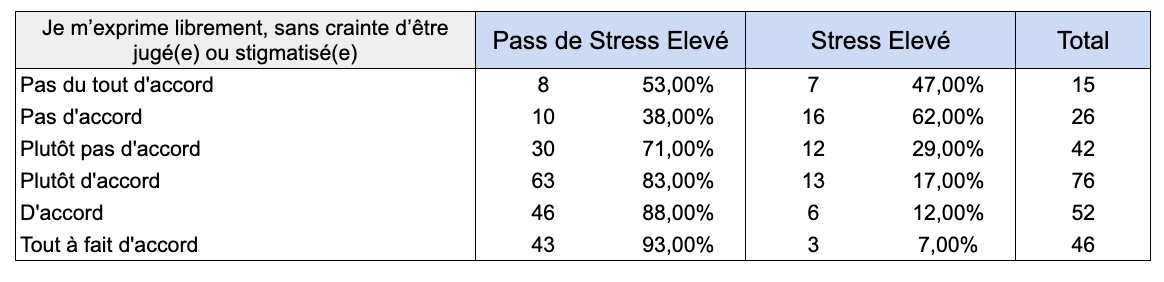 Je m’exprime librement, sans crainte d’être
jugé(e) ou stigmatisé(e)
Pass de Stress Elevé Stress Elevé Total
Pas du tout d'accord 8 53,00% 7 47,00% 15
Pas d'accord 10 38,00% 16 62,00% 26
Plutôt pas d'accord 30 71,00% 12 29,00% 42
Plutôt d'accord 63 83,00% 13 17,00% 76
D'accord 46 88,00% 6 12,00% 52
Tout à fait d'accord 43 93,00% 3 7,00% 46